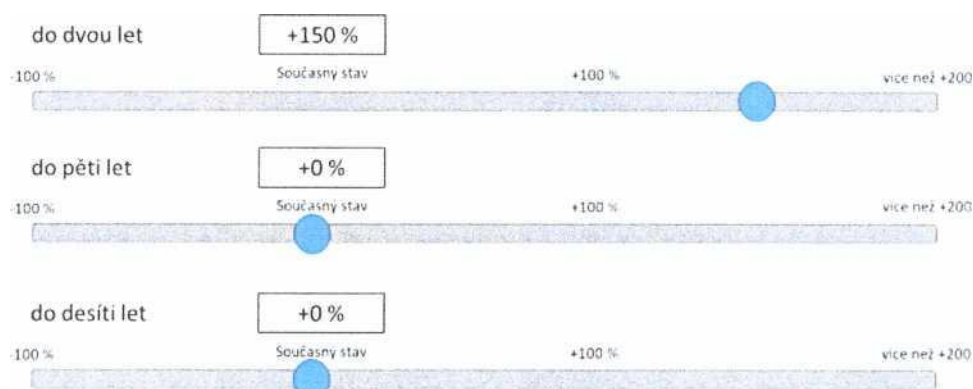 do dvou let +150 %
-100 % Současný stav +100 % více než +200
do pěti let +0 %
-100 % Současný stav +100 % více než +200
do desíti let +0 %
-100 % Současný stav +100 % více než +200